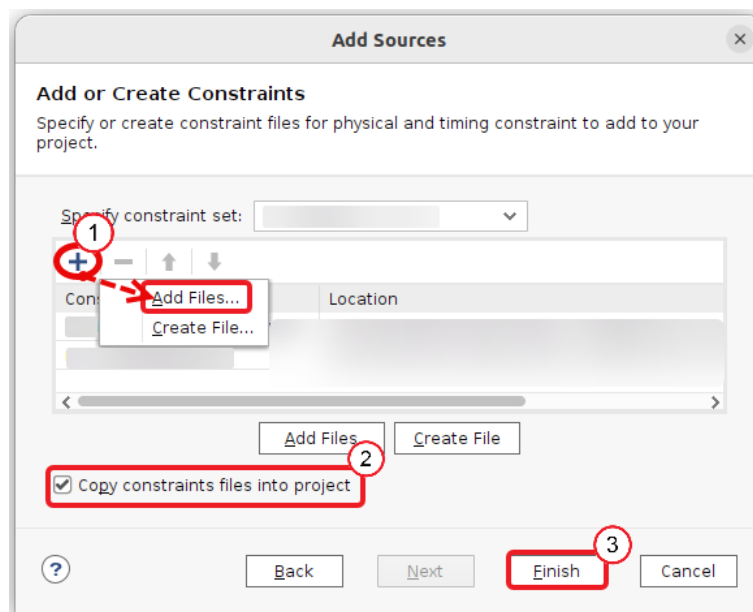 Add Sources
Add or Create Constraints
Specify or create constraint files for physical and timing constraint to add to your
project.
Specify constraint set:
1
Add Files...
Location
Create File...
Add Files
Create File
2
Copy constraints files into project
3
?
Back
Next
Finish
Cancel